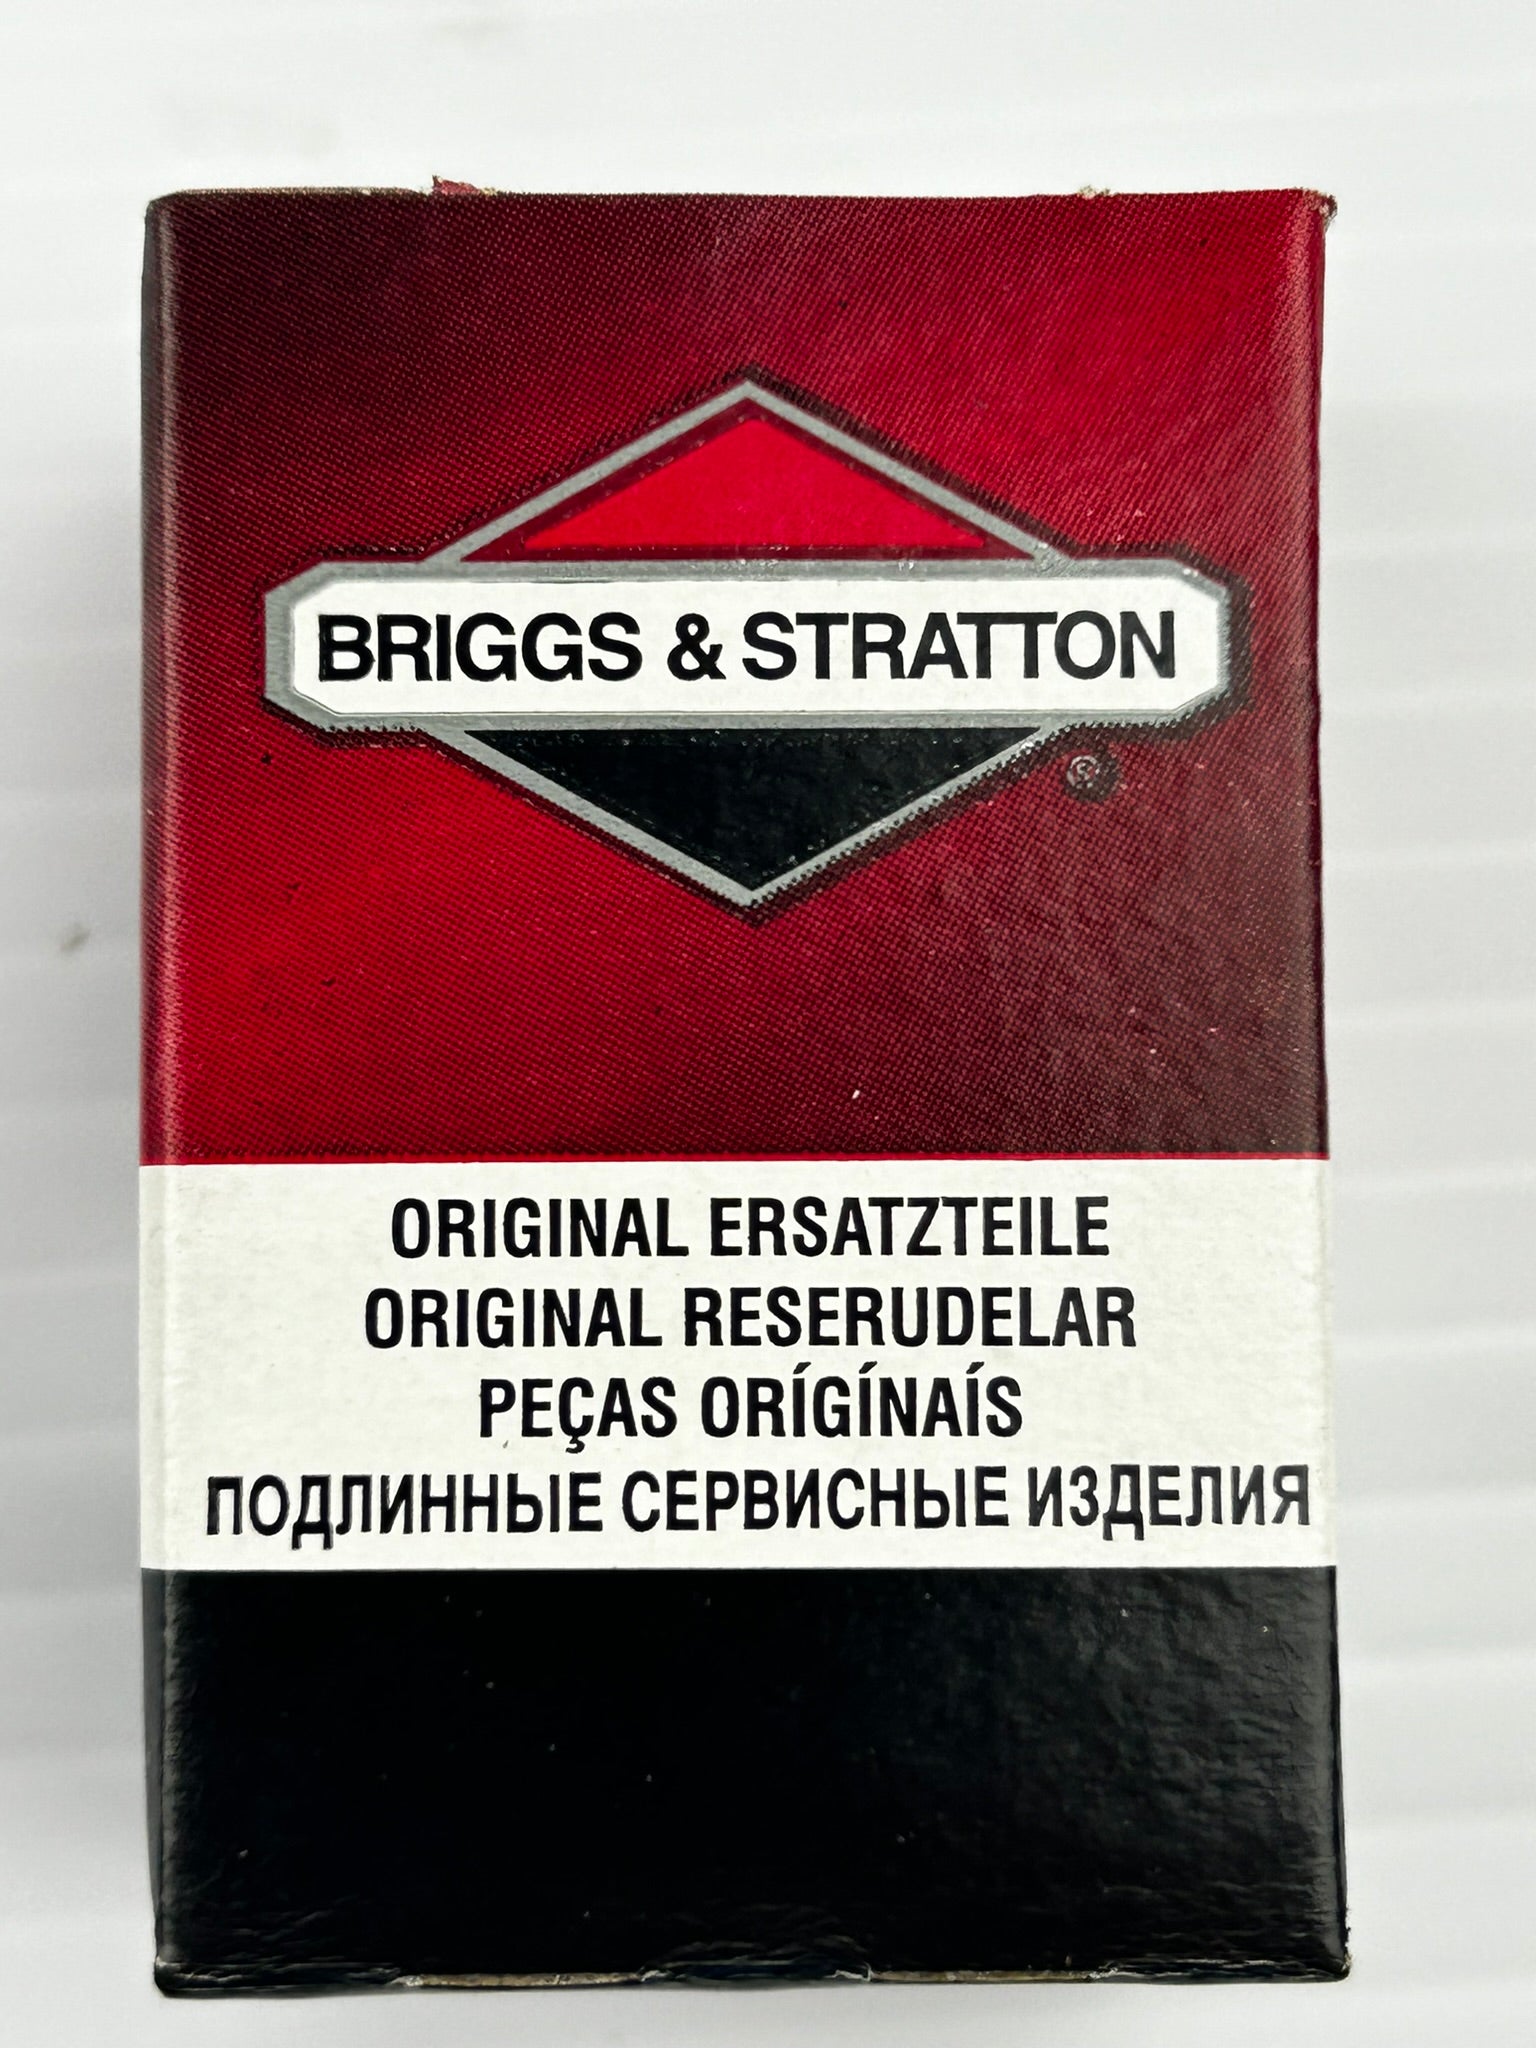 BRIGGS & STRATTON
®
ORIGINAL ERSATZTEILE
ORIGINAL RESERUDELAR
PEÇAS ORÍGÍNAÍS
ПОДЛИННЫЕ СЕРВИСНЫЕ ИЗДЕЛИЯ